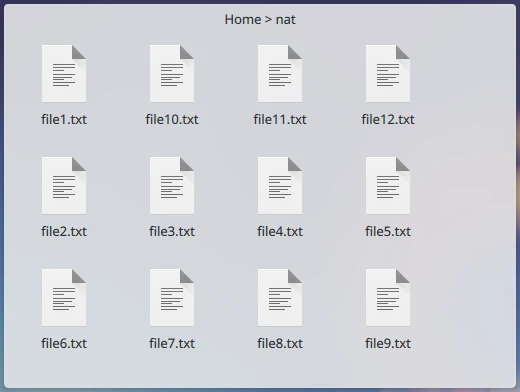 Home > nat
file1.txt file10.txt file11.txt file12.txt
file2.txt file3.txt file4.txt file5.txt
file6.txt file7.txt file8.txt file9.txt